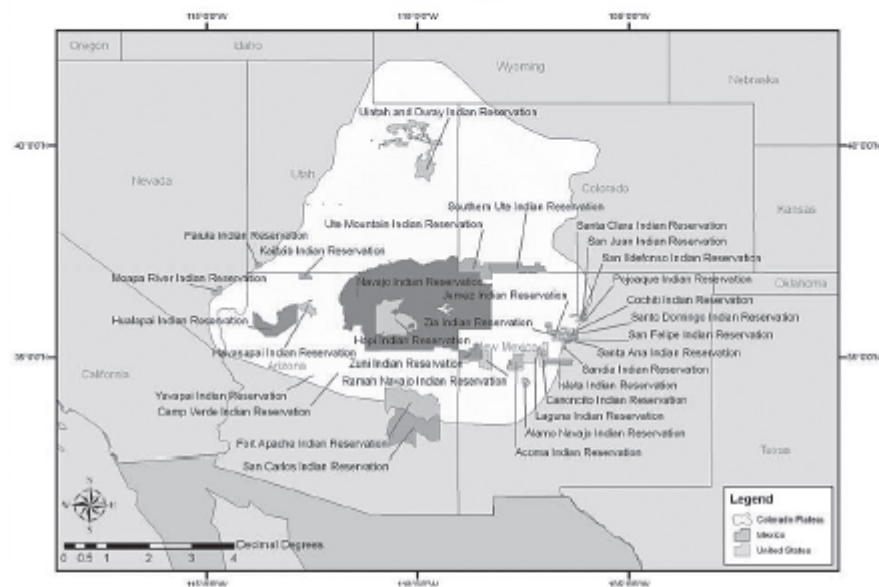 Oregon
Idaho
Wyoming
Nebraska
Uintah and Ouray Indian Reservation
Nevada
Utah
Colorado
Kansas
Southern Ute Indian Reservation
Ute Mountain Indian Reservation
Santa Clara Indian Reservation
Paiute Indian Reservation
San Juan Indian Reservation
Kaibab Indian Reservation
San Ildefonso Indian Reservation
Moapa River Indian Reservation
Navajo Indian Reservation
Pojoaque Indian Reservation
Oklahoma
Jemez Indian Reservation
Cochiti Indian Reservation
Hualapai Indian Reservation
Zia Indian Reservation
Santo Domingo Indian Reservation
Hopi Indian Reservation
San Felipe Indian Reservation
New Mexico
Havasupai Indian Reservation
Santa Ana Indian Reservation
Arizona
Zuni Indian Reservation
Sandia Indian Reservation
California
Ramah Navajo Indian Reservation
Isleta Indian Reservation
Yavapai Indian Reservation
Canoncito Indian Reservation
Camp Verde Indian Reservation
Laguna Indian Reservation
Alamo Navajo Indian Reservation
Fort Apache Indian Reservation
Acoma Indian Reservation
Texas
San Carlos Indian Reservation
Legend
Colorado Plateau
Mexico
United States
Decimal Degrees
0 0.5 1 2 3 4